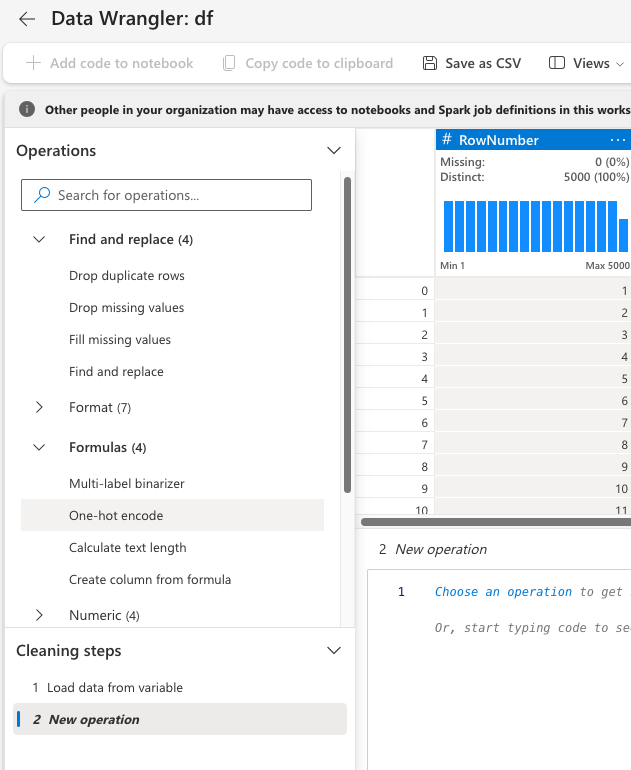 Data Wrangler: df
Add code to notebook Copy code to clipboard Save as CSV Views
Other people in your organization may have access to notebooks and Spark job definitions in this works
Operations
Search for operations...
Find and replace (4)
Drop duplicate rows
Drop missing values
Fill missing values
Find and replace
Format (7)
Formulas (4)
Multi-label binarizer
One-hot encode
Calculate text length
Create column from formula
Numeric (4)
Cleaning steps
1 Load data from variable
2 New operation
# RowNumber ...
Missing: 0 (0%)
Distinct: 5000 (100%)
Min 1 Max 5000
0 1
1 2
2 3
3 4
4 5
5 6
6 7
7 8
8 9
9 10
10 11
2 New operation
1 Choose an operation to get
Or, start typing code to se